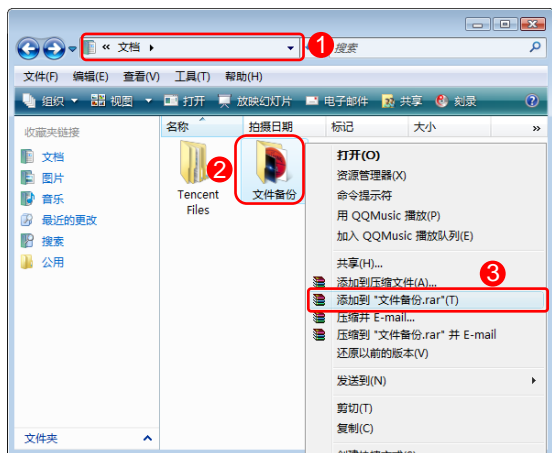 « 文档
1
搜索
文件(F) 编辑(E) 查看(V) 工具(T) 帮助(H)
组织 视图 打开 放映幻灯片 电子邮件 共享 刻录
收藏夹链接
名称 拍摄日期 标记 大小 »
文档
图片
音乐
最近的更改
搜索
公用
文件夹
2
Tencent
Files
文件备份
打开(O)
资源管理器(X)
命令提示符
用 QQMusic 播放(P)
加入 QQMusic 播放队列(E)
共享(H)...
3
添加到压缩文件(A)...
添加到 "文件备份.rar"(T)
压缩并 E-mail...
压缩到 "文件备份.rar" 并 E-mail
还原以前的版本(V)
发送到(N)
剪切(T)
复制(C)